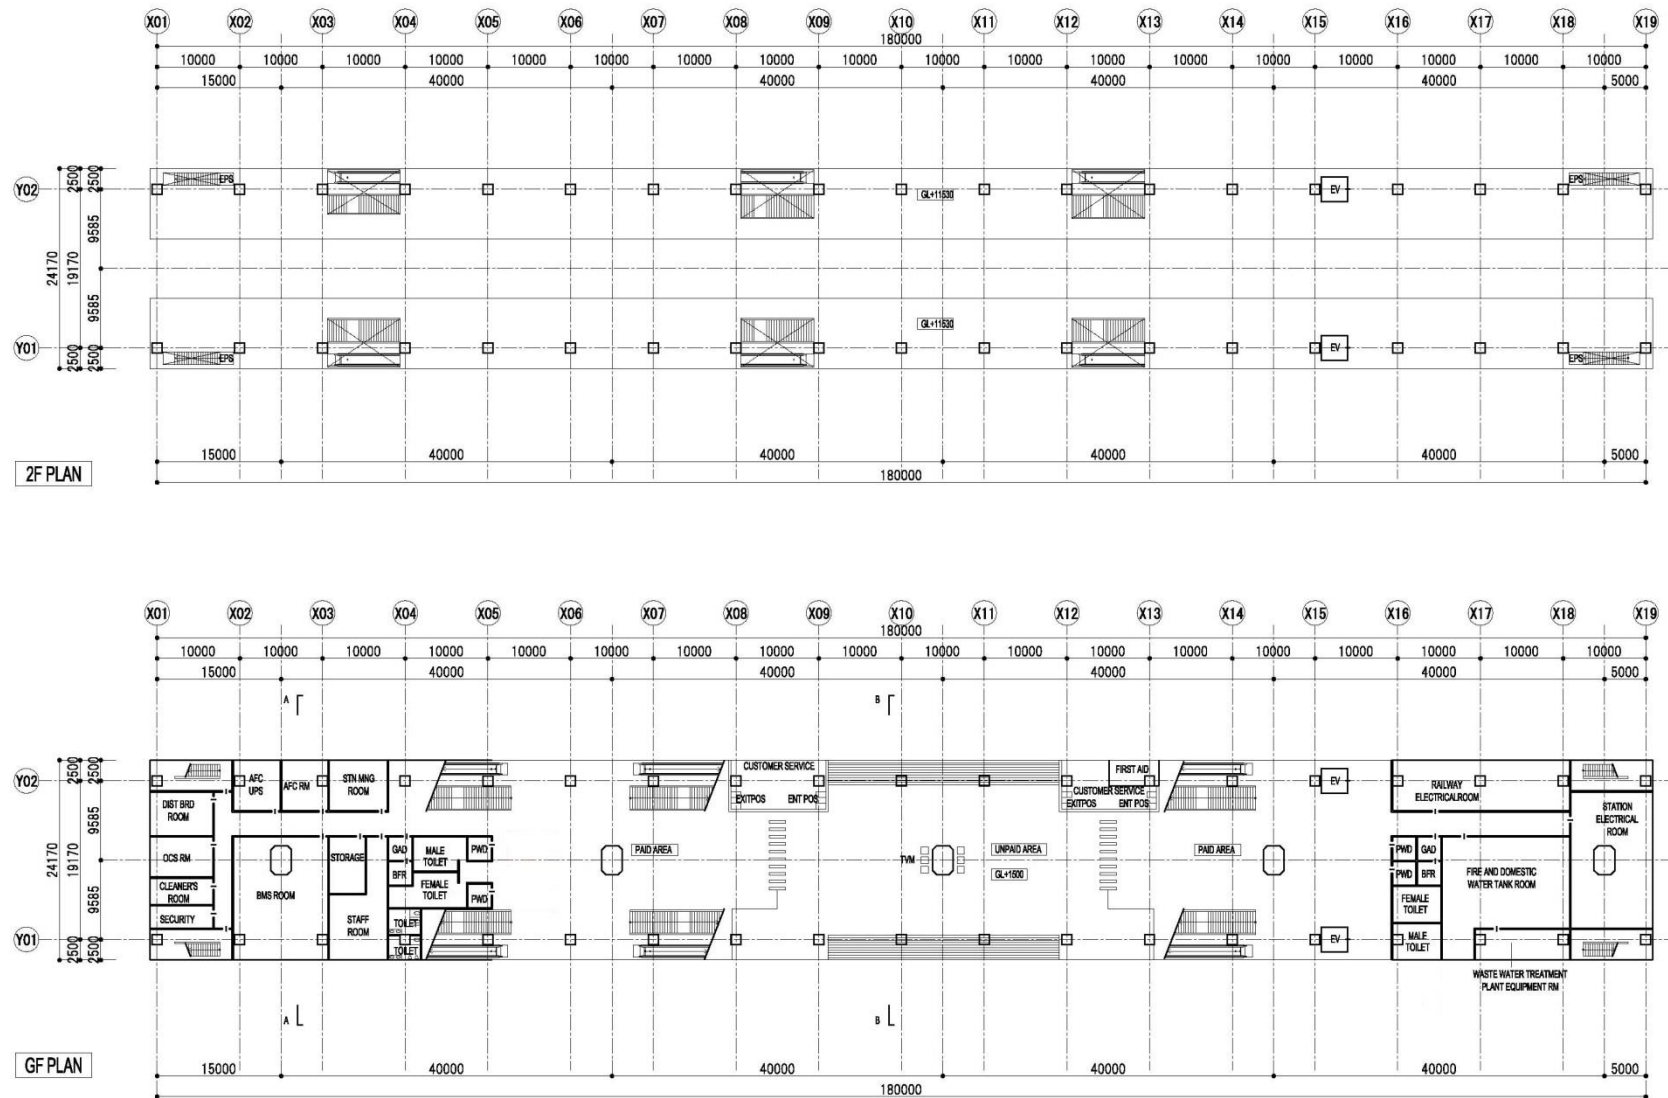 X01 X02 X03 X04 X05 X06 X07 X08 X09 X10 X11 X12 X13 X14 X15 X16 X17 X18 X19
180000
10000 10000 10000 10000 10000 10000 10000 10000 10000 10000 10000 10000 10000 10000 10000 10000 10000 10000
15000 40000 40000 40000 40000 5000
Y02
2500
2500
EPS
GL+11530
EV
EPS
9585
24170
19170
9585
GL+11530
Y01
2500
2500
EPS
EV
EPS
15000 40000 40000 40000 40000 5000
180000
2F PLAN
X01 X02 X03 X04 X05 X06 X07 X08 X09 X10 X11 X12 X13 X14 X15 X16 X17 X18 X19
180000
10000 10000 10000 10000 10000 10000 10000 10000 10000 10000 10000 10000 10000 10000 10000 10000 10000 10000
15000 40000 40000 40000 40000 5000
A
B
Y02
2500
2500
AFC
UPS
AFC RM
STN MNG
ROOM
CUSTOMER SERVICE
EXITPOS ENT POS
FIRST AID
CUSTOMER SERVICE
EXITPOS ENT POS
EV
RAILWAY
ELECTRICALROOM
STATION
ELECTRICAL
ROOM
DIST BRD
ROOM
9585
24170
19170
9585
OCS RM
CLEANER'S
ROOM
SECURITY
BMS ROOM
STORAGE
STAFF
ROOM
GAD
BFR
MALE
TOILET
FEMALE
TOILET
PWD
PWD
TOILET
TOILET
PAID AREA
TVM
UNPAID AREA
GL+1500
PAID AREA
PWD
GAD
PWD
BFR
FEMALE
TOILET
MALE
TOILET
FIRE AND DOMESTIC
WATER TANK ROOM
Y01
2500
2500
EV
WASTE WATER TREATMENT
PLANT EQUIPMENT RM
A
B
GF PLAN
15000 40000 40000 40000 40000 5000
180000